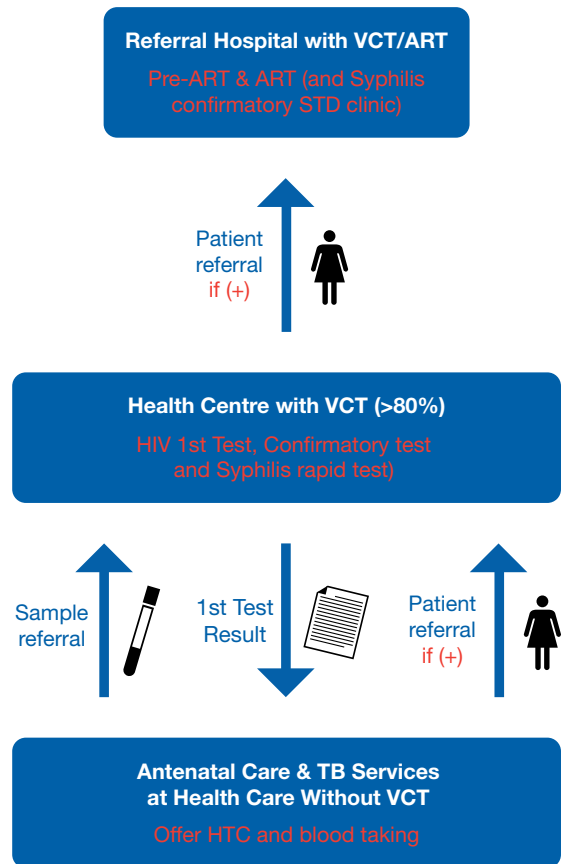 Referral Hospital with VCT/ART
Pre-ART & ART (and Syphilis
confirmatory STD clinic)
Patient
referral
if (+)
Health Centre with VCT (>80%)
HIV 1st Test, Confirmatory test
and Syphilis rapid test)
Sample
referral
1st Test
Result
Patient
referral
if (+)
Antenatal Care & TB Services
at Health Care Without VCT
Offer HTC and blood taking